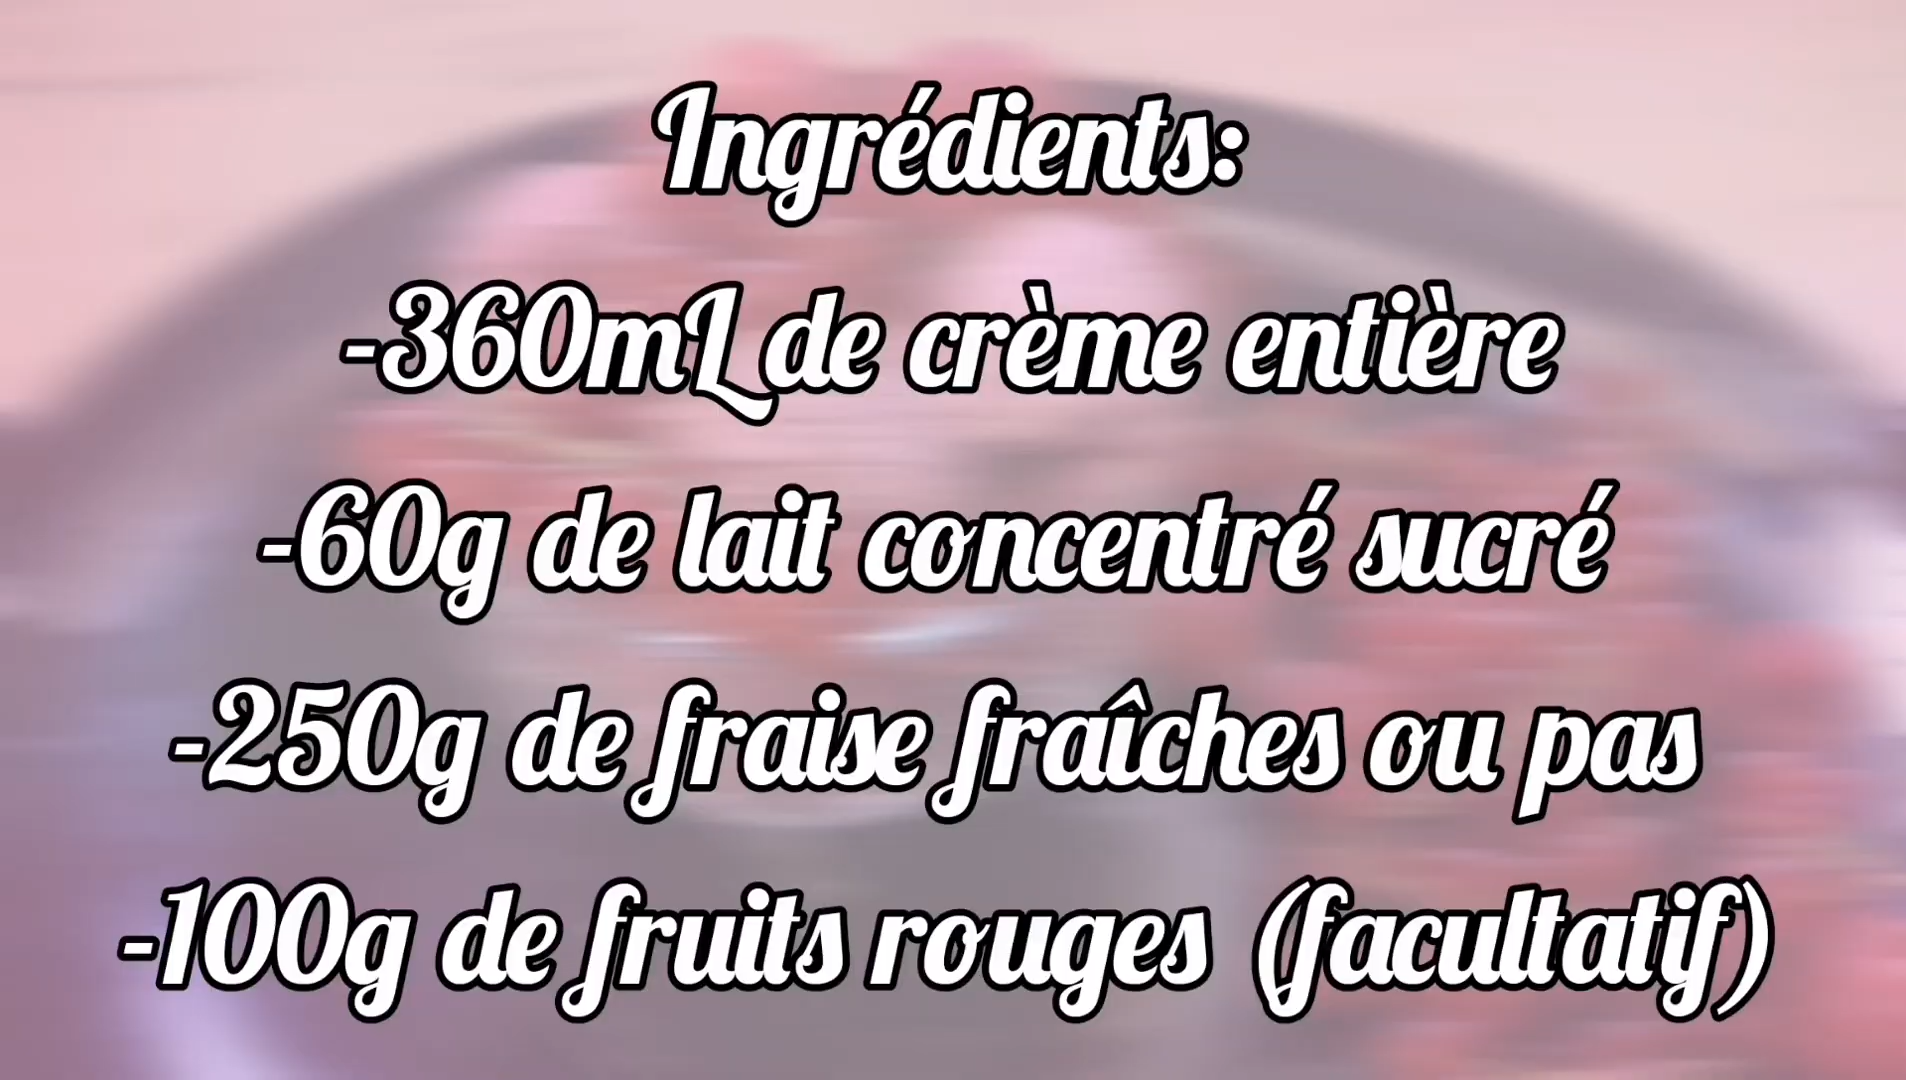 Ingrédients:
-360mL de crème entière
-60g de lait concentré sucré
-250g de fraise fraîches ou pas
-100g de fruits rouges (facultatif)